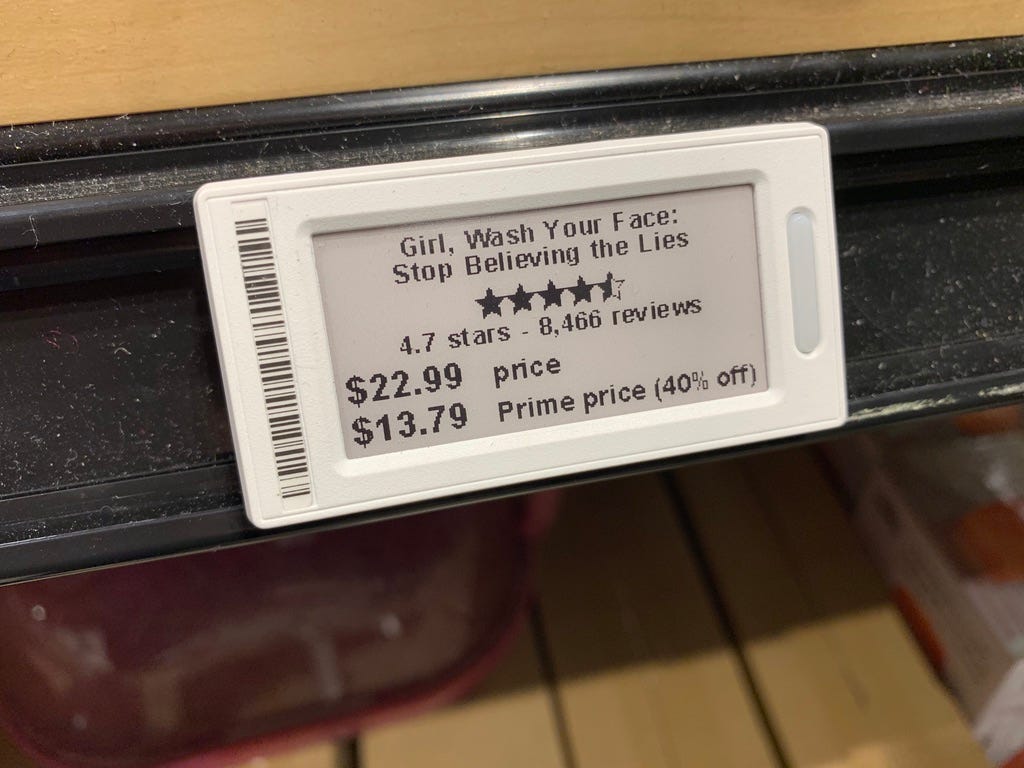 Girl, Wash Your Face:
Stop Believing the Lies
4.7 stars - 8,466 reviews
$22.99 price
$13.79 Prime price (40% off)